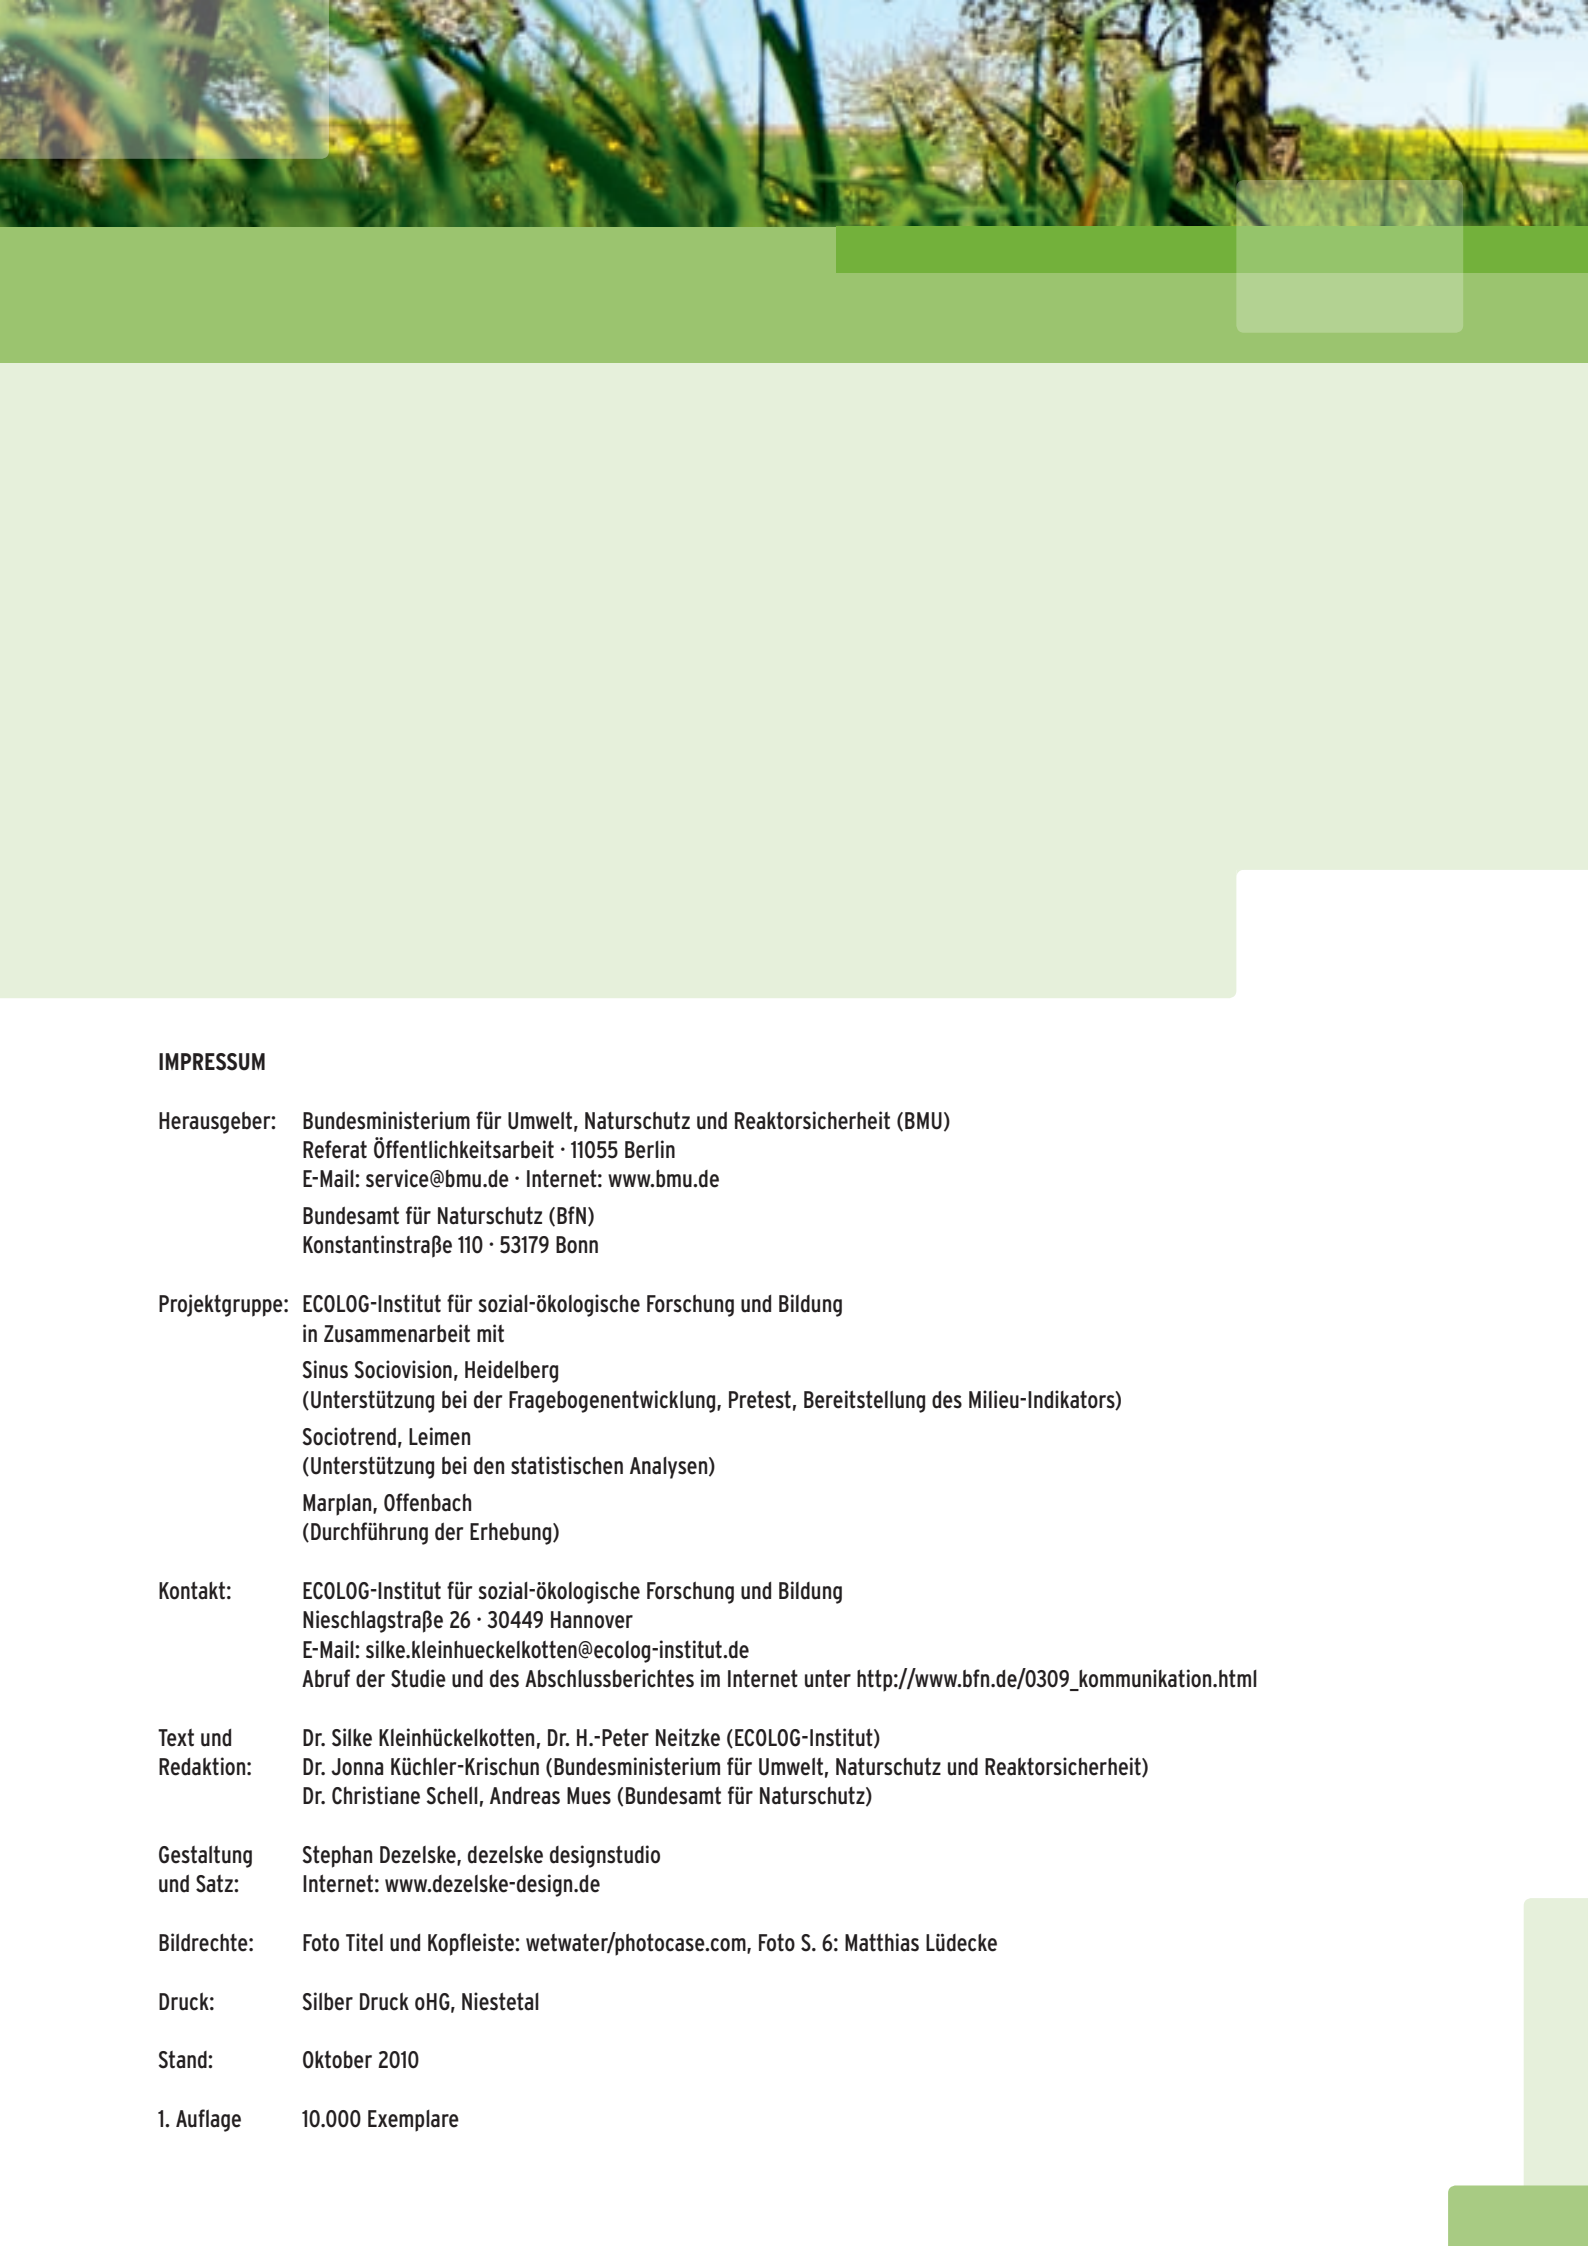 IMPRESSUM
Herausgeber: Bundesministerium für Umwelt, Naturschutz und Reaktorsicherheit (BMU)
Referat Öffentlichkeitsarbeit · 11055 Berlin
E-Mail: service@bmu.de · Internet: www.bmu.de
Bundesamt für Naturschutz (BfN)
Konstantinstraße 110 · 53179 Bonn
Projektgruppe: ECOLOG-Institut für sozial-ökologische Forschung und Bildung
in Zusammenarbeit mit
Sinus Sociovision, Heidelberg
(Unterstützung bei der Fragebogenentwicklung, Pretest, Bereitstellung des Milieu-Indikators)
Sociotrend, Leimen
(Unterstützung bei den statistischen Analysen)
Marplan, Offenbach
(Durchführung der Erhebung)
Kontakt: ECOLOG-Institut für sozial-ökologische Forschung und Bildung
Nieschlagstraße 26 · 30449 Hannover
E-Mail: silke.kleinhueckelkotten@ecolog-institut.de
Abruf der Studie und des Abschlussberichtes im Internet unter http://www.bfn.de/0309_kommunikation.html
Text und Dr. Silke Kleinhückelkotten, Dr. H.-Peter Neitzke (ECOLOG-Institut)
Redaktion: Dr. Jonna Küchler-Krischun (Bundesministerium für Umwelt, Naturschutz und Reaktorsicherheit)
Dr. Christiane Schell, Andreas Mues (Bundesamt für Naturschutz)
Gestaltung Stephan Dezelske, dezelske designstudio
und Satz: Internet: www.dezelske-design.de
Bildrechte: Foto Titel und Kopfleiste: wetwater/photocase.com, Foto S. 6: Matthias Lüdecke
Druck: Silber Druck oHG, Niestetal
Stand: Oktober 2010
1. Auflage 10.000 Exemplare